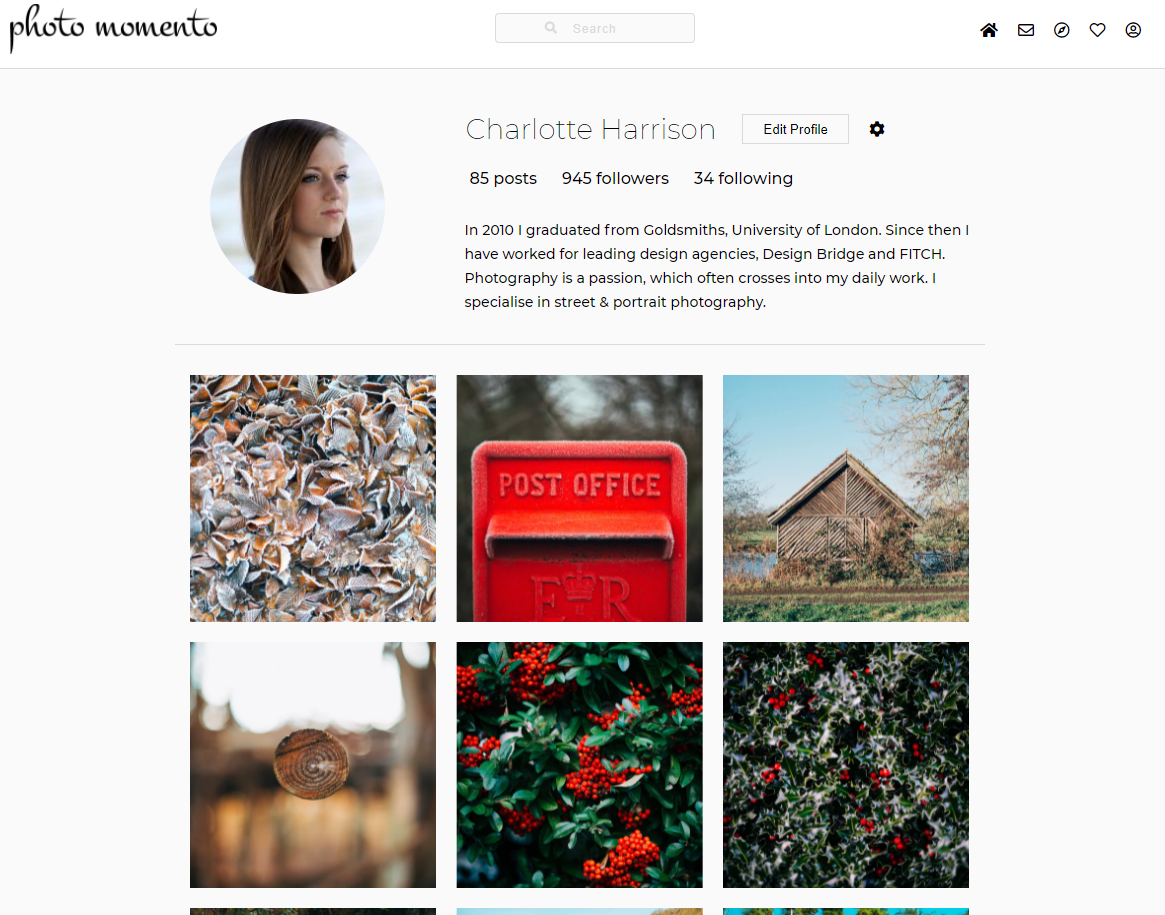 photo momento
Search
Charlotte Harrison
Edit Profile
85 posts 945 followers 34 following
In 2010 I graduated from Goldsmiths, University of London. Since then I
have worked for leading design agencies, Design Bridge and FITCH.
Photography is a passion, which often crosses into my daily work. I
specialise in street & portrait photography.
POST OFFICE
E R